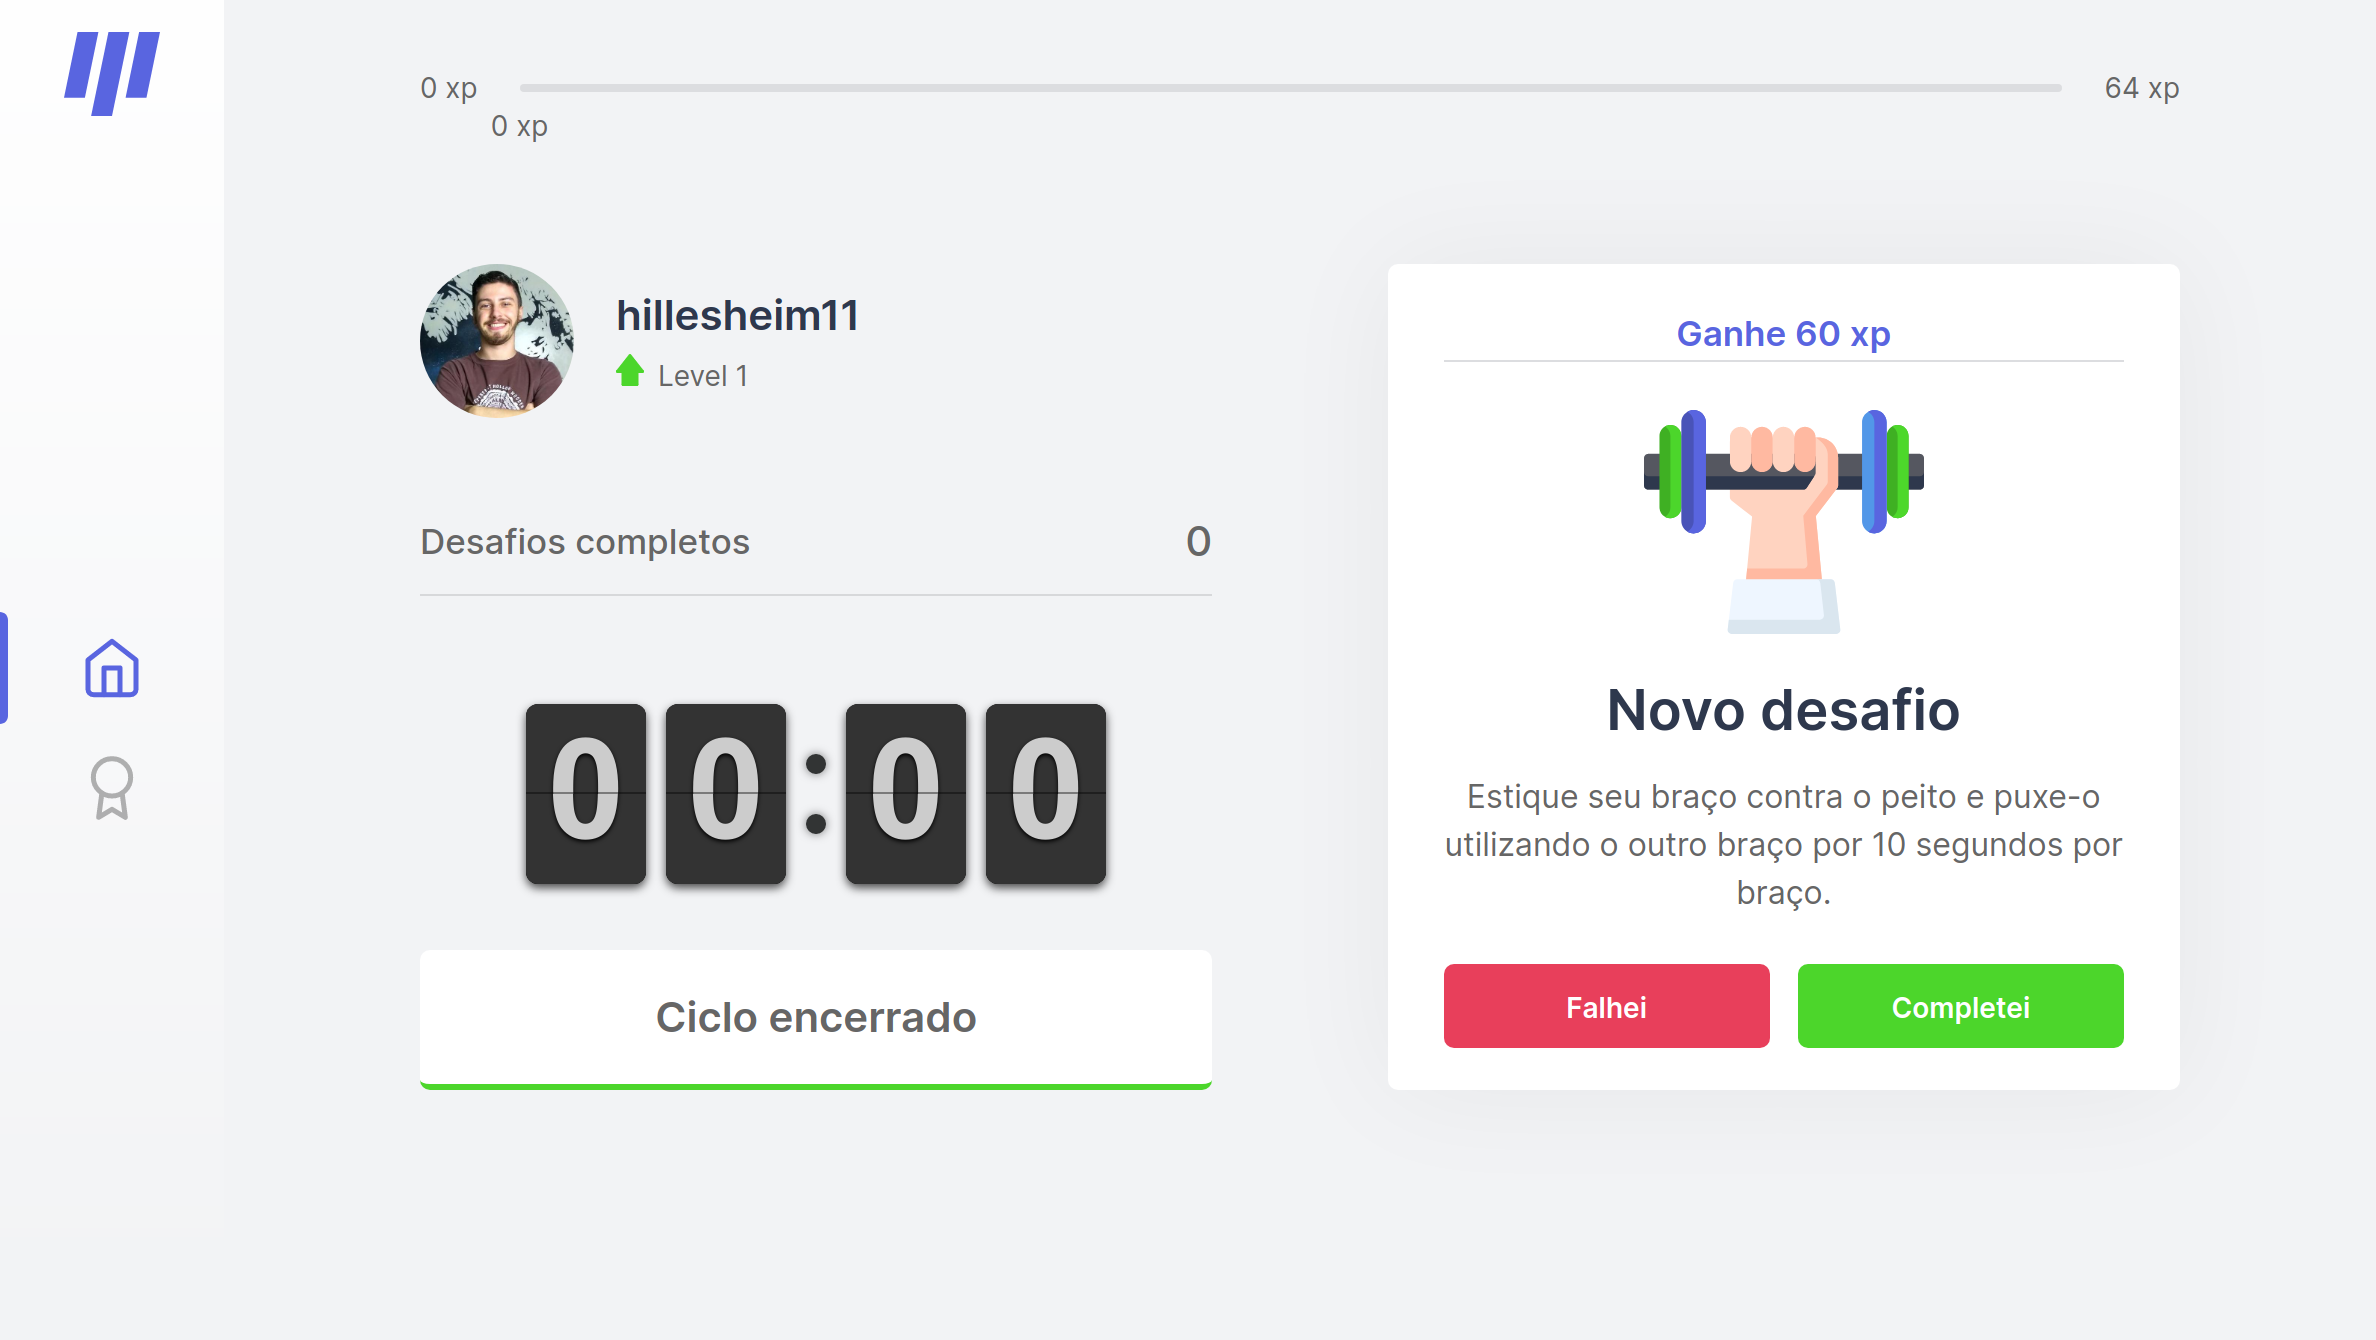 0 xp
64 xp
0 xp
hillesheim11
Level 1
Desafios completos
0
00:00
Ciclo encerrado
Ganhe 60 xp
Novo desafio
Estique seu braço contra o peito e puxe-o
utilizando o outro braço por 10 segundos por
braço.
Falhei
Completei